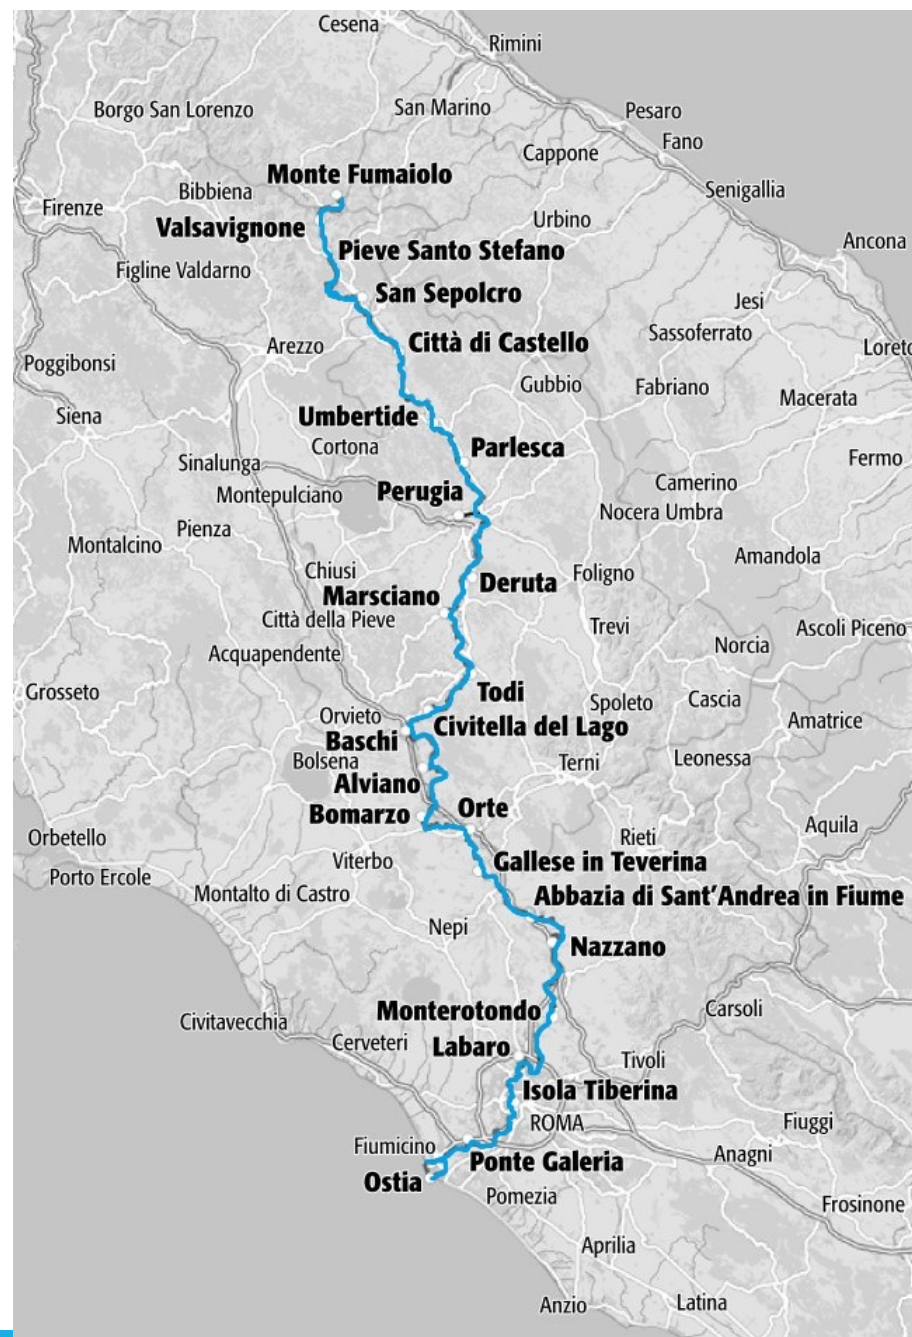 Cesena
Rimini
Borgo San Lorenzo
San Marino
Pesaro
Fano
Cappone
Monte Fumaiolo
Bibbiena
Senigallia
Firenze
Valsavignone
Urbino
Ancona
Pieve Santo Stefano
Figline Valdarno
San Sepolcro
Jesi
Sassoferrato
Città di Castello
Arezzo
Loreto
Poggibonsi
Gubbio
Fabriano
Macerata
Siena
Umbertide
Cortona
Parlesca
Fermo
Sinalunga
Camerino
Montepulciano
Perugia
Nocera Umbra
Pienza
Montalcino
Amandola
Chiusi
Deruta
Foligno
Marsciano
Città della Pieve
Trevi
Ascoli Piceno
Norcia
Acquapendente
Grosseto
Todi
Spoleto
Cascia
Orvieto
Civitella del Lago
Amatrice
Baschi
Bolsena
Terni
Leonessa
Alviano
Bomarzo
Orte
Orbetello
Rieti
Aquila
Viterbo
Gallese in Teverina
Porto Ercole
Montalto di Castro
Abbazia di Sant'Andrea in Fiume
Nepi
Nazzano
Monterotondo
Carsoli
Civitavecchia
Cerveteri
Labaro
Tivoli
Isola Tiberina
ROMA
Fiuggi
Fiumicino
Anagni
Ponte Galeria
Ostia
Pomezia
Frosinone
Aprilia
Anzio
Latina